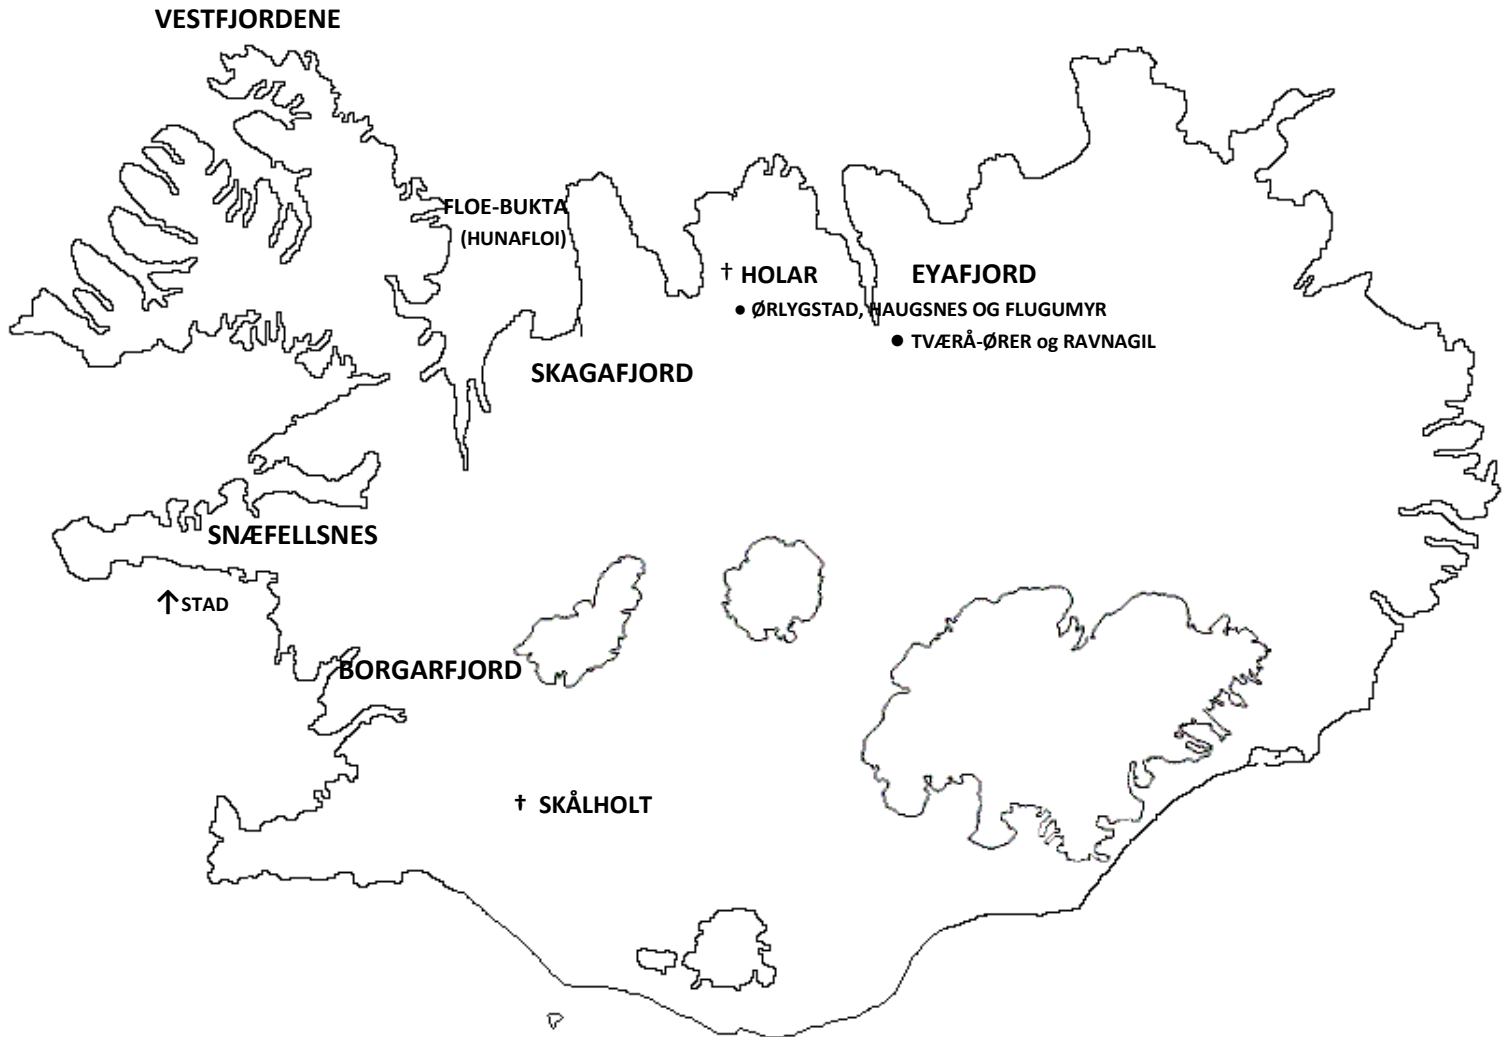 VESTFJORDENE
FLOE-BUKTA
(HUNAFLOI)
† HOLAR
EYAFJORD
● ØRLYGSTAD, HAUGSNES OG FLUGUMYR
● TVÆRÅ-ØRER og RAVNAGIL
SKAGAFJORD
SNÆFELLSNES
↑ STAD
BORGARFJORD
† SKÅLHOLT